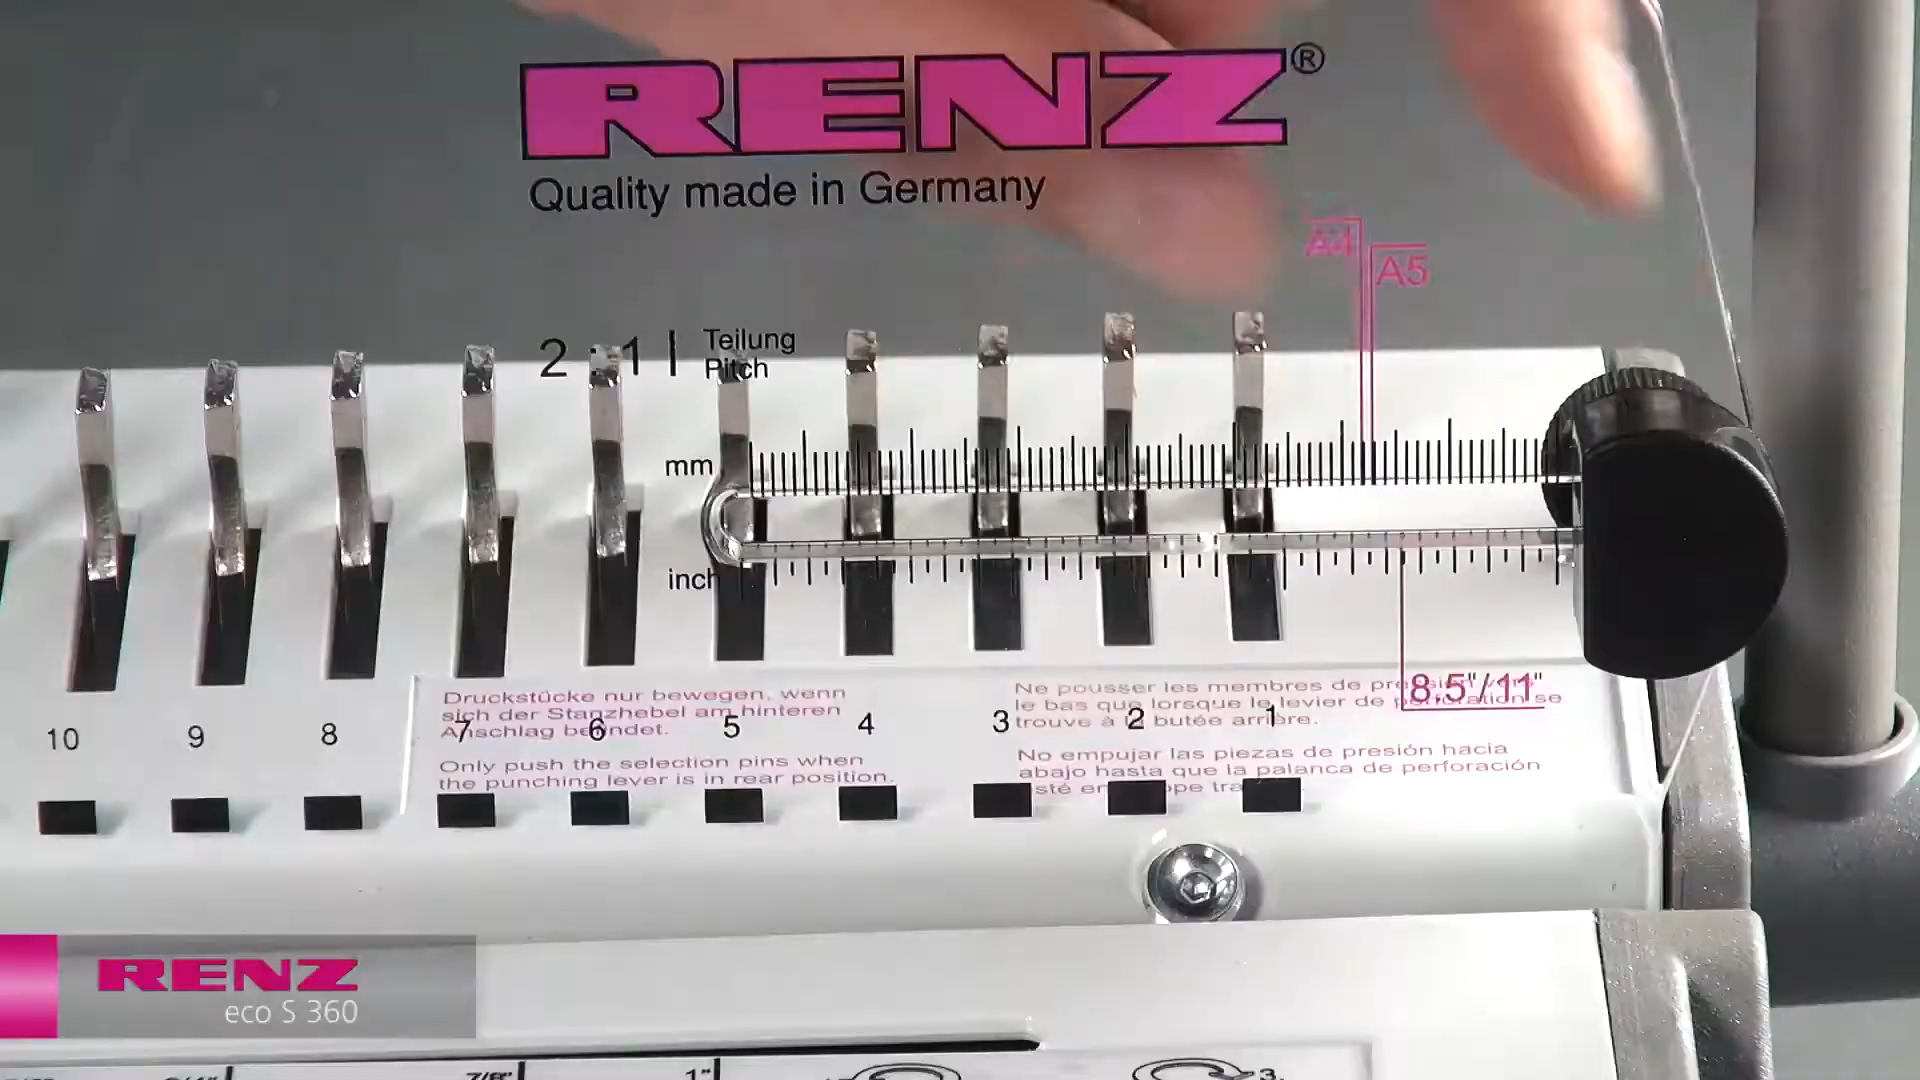 RENZ®
Quality made in Germany
A4
A5
2 : 1 | Teilung
Pitch
mm
inch
8.5"/11"
Druckstücke nur bewegen, wenn
sich der Stanzhebel am hinteren
Anschlag befindet.
Only push the selection pins when
the punching lever is in rear position.
Ne pousser les membres de pression vers
le bas que lorsque le levier de perforation se
trouve à la butée arrière.
No empujar las piezas de presión hacia
abajo hasta que la palanca de perforación
10 9 8 7 6 5 4 3 2 1
RENZ
eco S 360
7/8" 1" 3.